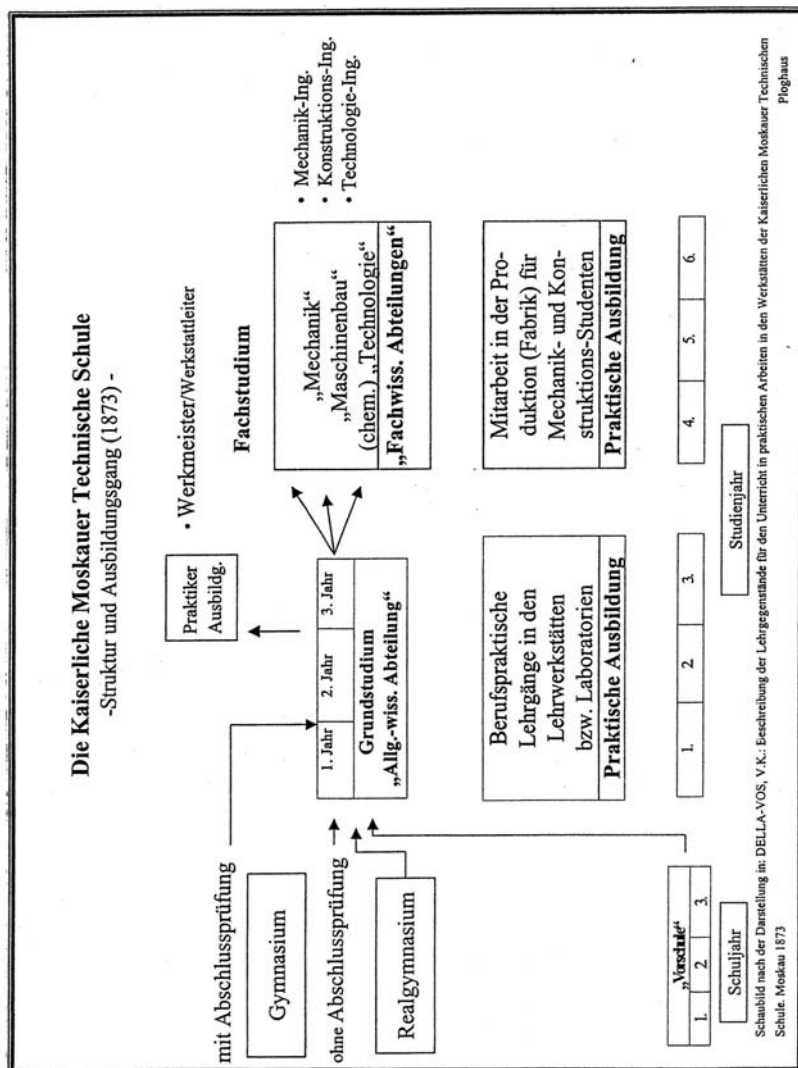 Die Kaiserliche Moskauer Technische Schule
-Struktur und Ausbildungsgang (1873) -
mit Abschlussprüfung
Gymnasium
ohne Abschlussprüfung
Realgymnasium
Praktiker
Ausbildg.
• Werkmeister/Werkstattleiter
1. Jahr
2. Jahr
3. Jahr
Grundstudium
„Allg.-wiss. Abteilung“
Fachstudium
„Mechanik“
„Maschinenbau“
(chem.) „Technologie“
„Fachwiss. Abteilungen“
• Mechanik-Ing.
• Konstruktions-Ing.
• Technologie-Ing.
Berufspraktische
Lehrgänge in den
Lehrwerkstätten
bzw. Laboratorien
Praktische Ausbildung
Mitarbeit in der Pro-
duktion (Fabrik) für
Mechanik- und Kon-
struktions-Studenten
Praktische Ausbildung
„Vorschule“
1. 2 3.
Schuljahr
1. 2. 3.
4. 5. 6.
Studienjahr
Schaubild nach der Darstellung in: DELLA-VOS, V.K.: Beschreibung der Lehrgegenstände für den Unterricht in praktischen Arbeiten in den Werkstätten der Kaiserlichen Moskauer Technischen
Schule. Moskau 1873
Ploghaus